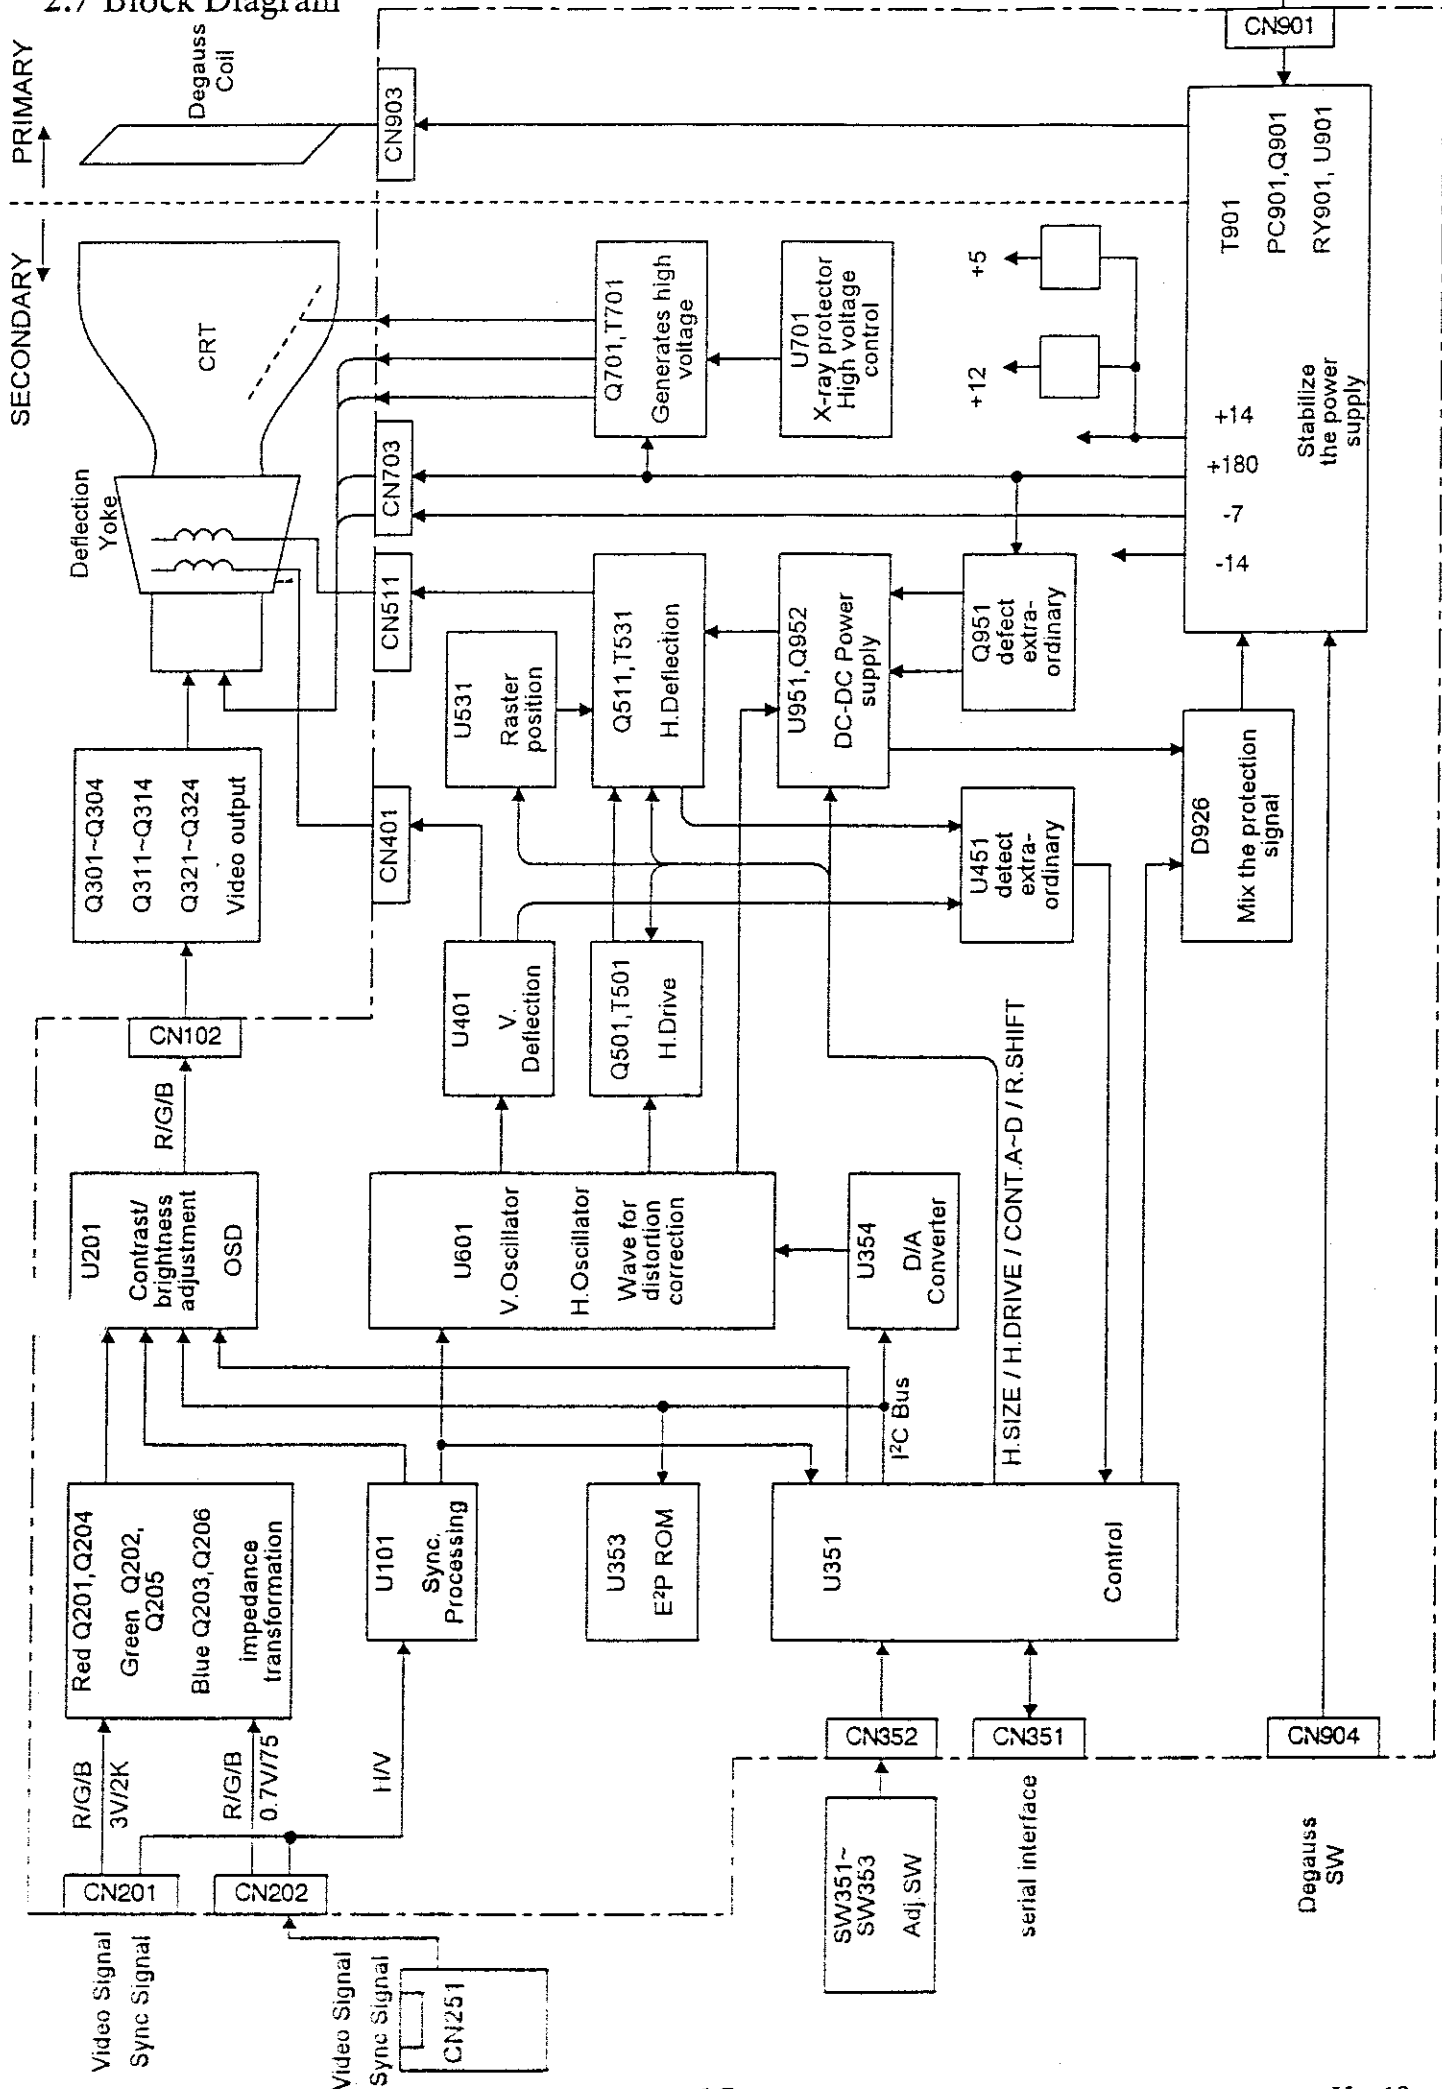 2.7 Block Diagram
PRIMARY
SECONDARY
Degauss
Coil
CN903
CN901
T901
PC901,Q901
RY901, U901
Stabilize
the power
supply
+14
+180
-7
-14
+5
+12
CRT
Deflection
Yoke
CN703
CN511
CN401
Q701,T701
Generates high
voltage
U701
X-ray protector
High voltage
control
Q301~Q304
Q311~Q314
Q321~Q324
Video output
U531
Raster
position
Q511,T531
H.Deflection
U951,Q952
DC-DC Power
supply
Q951
defect
extra-
ordinary
U451
detect
extra-
ordinary
D926
Mix the protection
signal
CN102
R/G/B
U401
V.
Deflection
Q501,T501
H.Drive
U201
Contrast/
brightness
adjustment
OSD
U601
V.Oscillator
H.Oscillator
Wave for
distortion
correction
U354
D/A
Converter
H.SIZE / H.DRIVE / CONT.A~D / R.SHIFT
I²C Bus
Red Q201,Q204
Green Q202,
Q205
Blue Q203,Q206
impedance
transformation
U101
Sync.
Processing
U353
E²P ROM
U351
Control
R/G/B
3V/2K
R/G/B
0.7V/75
H/V
CN201
CN202
CN352
CN351
CN904
Video Signal
Sync Signal
Video Signal
Sync Signal
CN251
SW351~
SW353
Adj.SW
serial interface
Degauss
SW